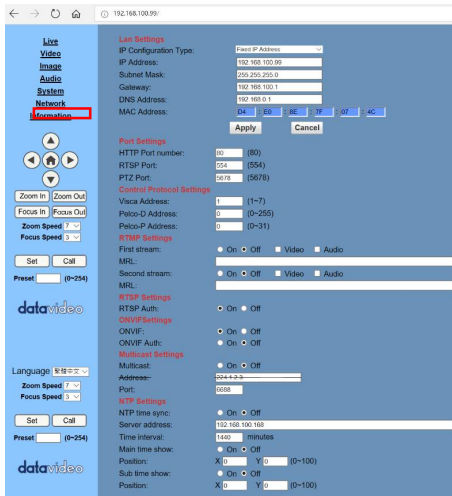 192.168.100.99/
Live
Video
Image
Audio
System
Network
Information
Zoom In Zoom Out
Focus In Focus Out
Zoom Speed 7
Focus Speed 3
Set Call
Preset (0~254)
datavideo
Language 繁體中文
Zoom Speed 7
Focus Speed 3
Set Call
Preset (0~254)
datavideo
Lan Settings
IP Configuration Type: Fixed IP Address
IP Address: 192.168.100.99
Subnet Mask: 255.255.255.0
Gateway: 192.168.100.1
DNS Address: 192.168.0.1
MAC Address: D4 : E0 : 8E : 7F : 07 : 4C
Apply Cancel
Port Settings
HTTP Port number: 80 (80)
RTSP Port: 554 (554)
PTZ Port: 5678 (5678)
Control Protocol Settings
Visca Address: 1 (1~7)
Pelco-D Address: 0 (0~255)
Pelco-P Address: 0 (0~31)
RTMP Settings
First stream: On Off Video Audio
MRL:
Second stream: On Off Video Audio
MRL:
RTSP Settings
RTSP Auth: On Off
ONVIFSettings
ONVIF: On Off
ONVIF Auth: On Off
Multicast Settings
Multicast: On Off
Address: 224.1.2.3
Port: 6688
NTP Settings
NTP time sync: On Off
Server address: 192.168.100.168
Time interval: 1440 minutes
Main time show: On Off
Position: X 0 Y 0 (0~100)
Sub time show: On Off
Position: X 0 Y 0 (0~100)